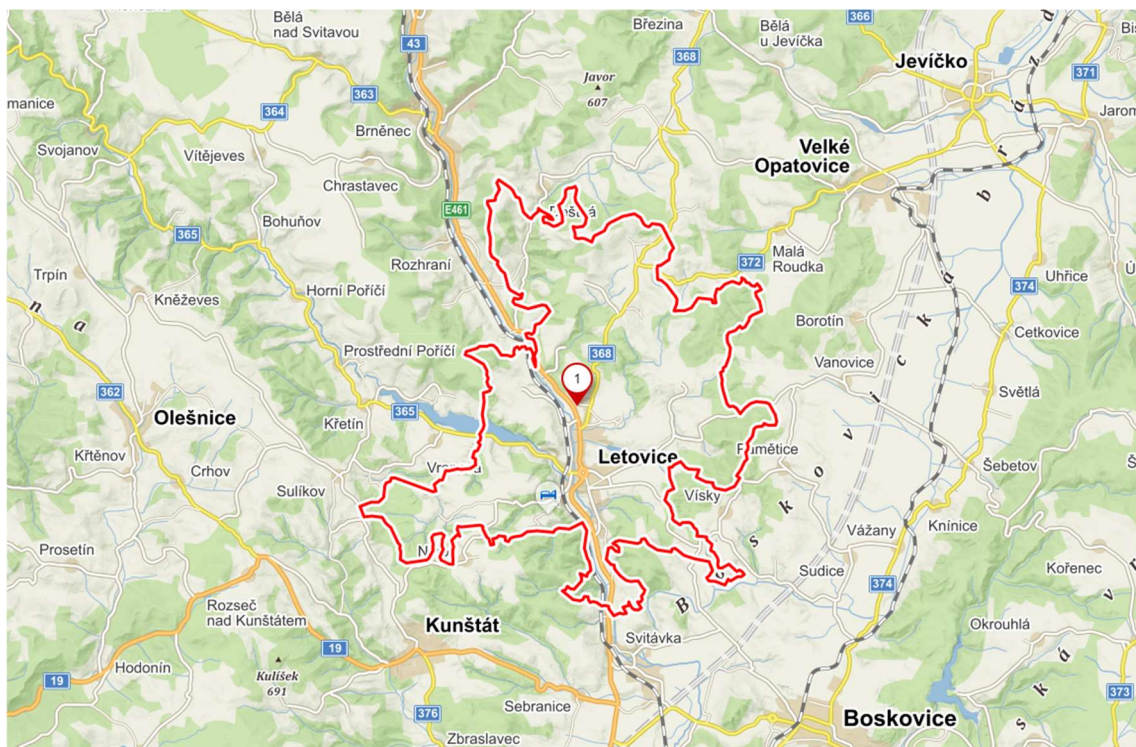 Bělá
nad Svitavou
43
Březina
368
Bělá
u Jevíčka
366
Jevíčko
371
363
Javor
607
manice
364
Brněnec
Svojanov
Vítějeves
Velké
Opatovice
Chrastavec
E461
365
Bohuňov
Rozhraní
372
Malá
Roudka
Trpín
Kněževes
Horní Poříčí
Uhřice
374
Borotín
Cetkovice
Prostřední Poříčí
368
Vanovice
1
362
Světlá
Olešnice
365
Křetín
Křtěnov
Crhov
Letovice
Pamětice
Šebetov
Sulíkov
Vísky
Knínice
Vážany
Prosetín
Sudice
374
Kořenec
Rozseč
nad Kunštátem
Kunštát
Svitávka
Okrouhlá
19
Hodonín
Kulíšek
691
19
376
Sebranice
373
Zbraslavec
Boskovice